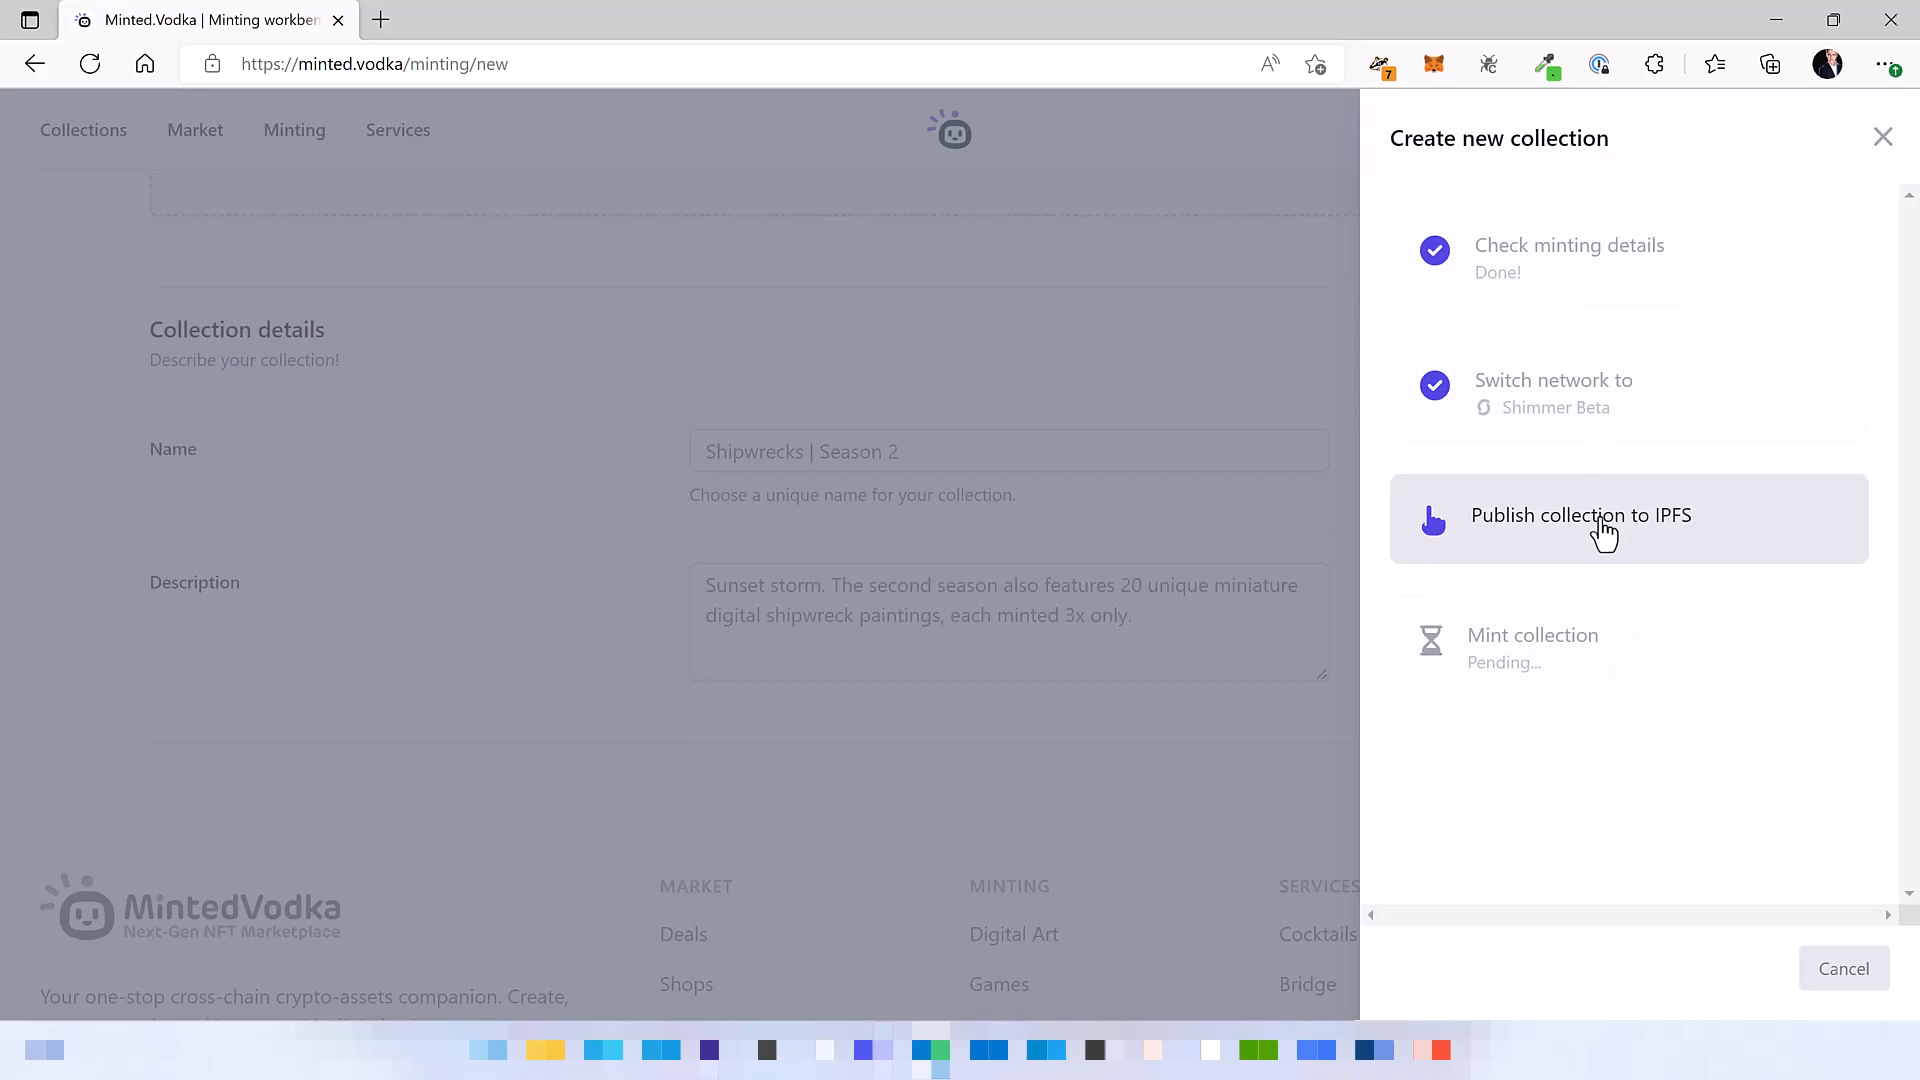 Minted.Vodka | Minting workben
https://minted.vodka/minting/new
7
Collections
Market
Minting
Services
Create new collection
Check minting details
Done!
Switch network to
Shimmer Beta
Publish collection to IPFS
Mint collection
Pending...
Cancel
Collection details
Describe your collection!
Name
Shipwrecks | Season 2
Choose a unique name for your collection.
Description
Sunset storm. The second season also features 20 unique miniature
digital shipwreck paintings, each minted 3x only.
MintedVodka
Next-Gen NFT Marketplace
Your one-stop cross-chain crypto-assets companion. Create,
MARKET
Deals
Shops
MINTING
Digital Art
Games
SERVICES
Cocktails
Bridge